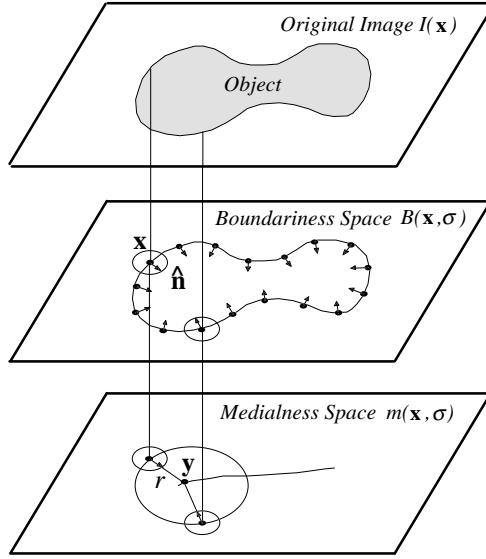 Original Image I(x)
Object
Boundariness Space B(x,σ)
x
n̂
Medialness Space m(x,σ)
y
r